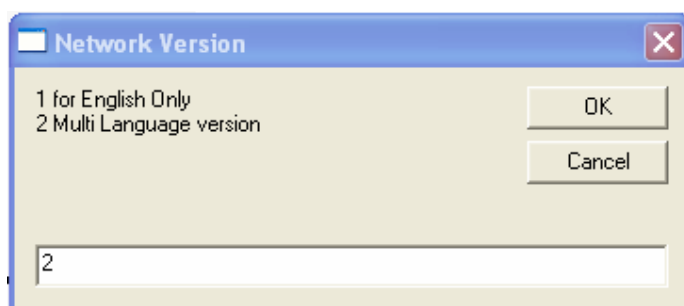 Network Version
1 for English Only
2 Multi Language version
OK
Cancel
2